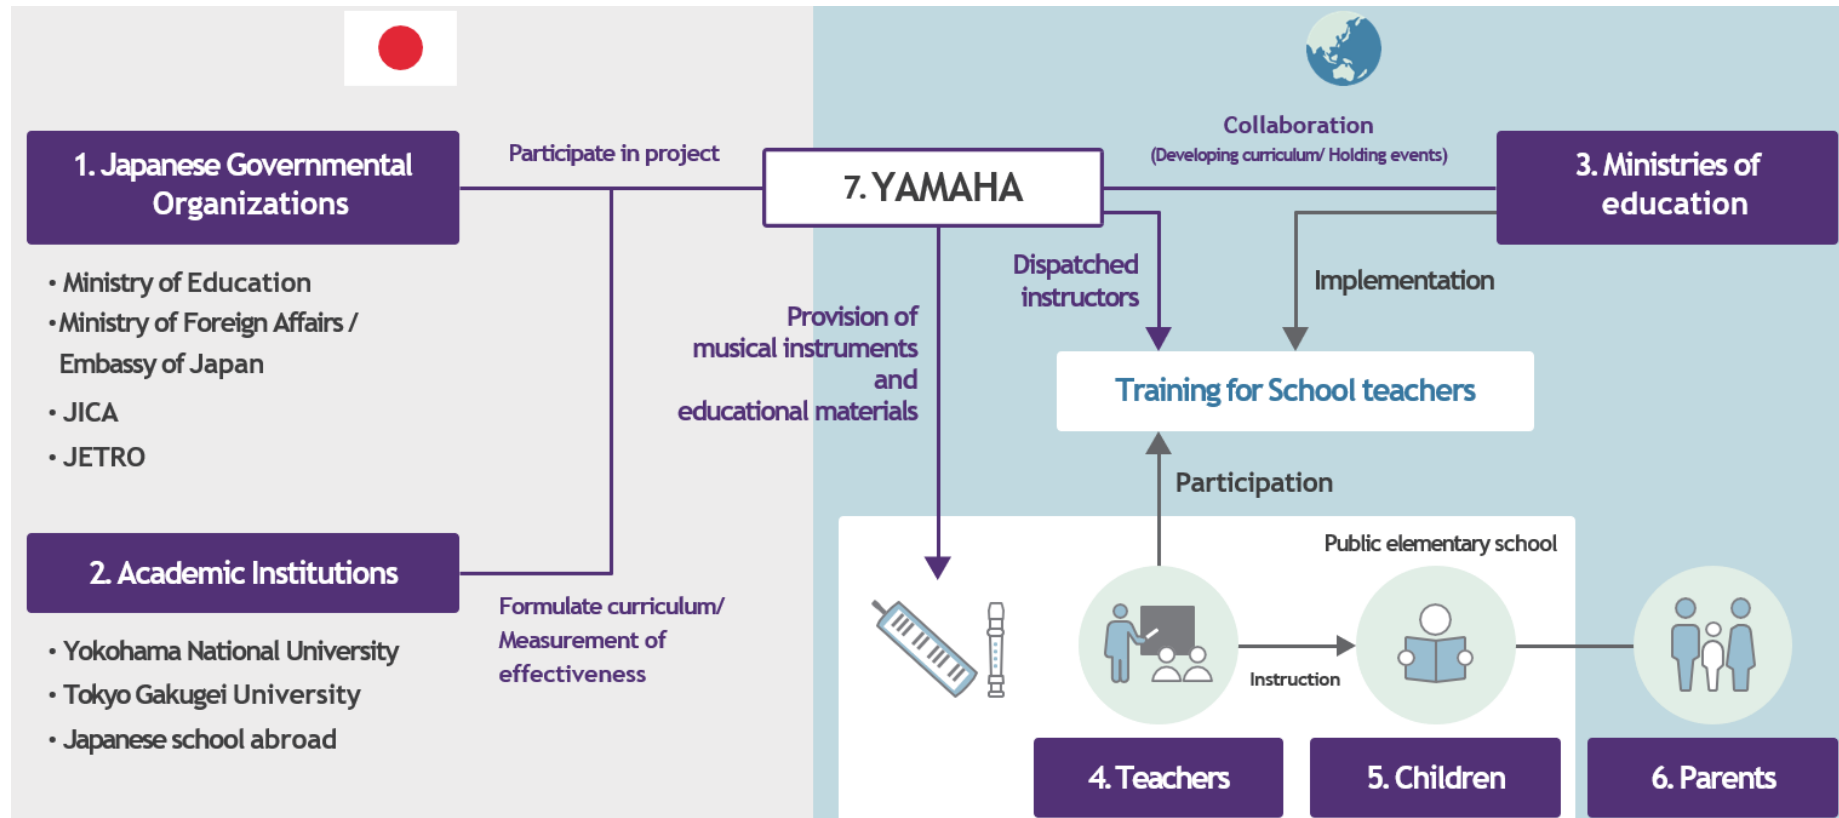 1. Japanese Governmental
Organizations
• Ministry of Education
• Ministry of Foreign Affairs /
Embassy of Japan
• JICA
• JETRO
2. Academic Institutions
• Yokohama National University
• Tokyo Gakugei University
• Japanese school abroad
Participate in project
Formulate curriculum/
Measurement of
effectiveness
7. YAMAHA
Provision of
musical instruments
and
educational materials
Dispatched
instructors
Collaboration
(Developing curriculum/ Holding events)
3. Ministries of
education
Implementation
Training for School teachers
Participation
Public elementary school
Instruction
4. Teachers
5. Children
6. Parents